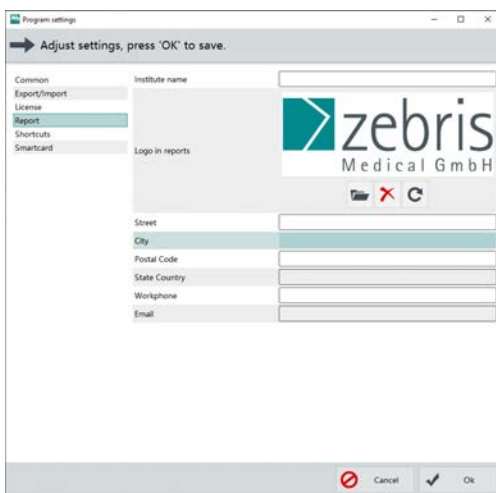 Program settings
Adjust settings, press 'OK' to save.
Common
Export/Import
License
Report
Shortcuts
Smartcard
Institute name
Logo in reports
zebris
Medical GmbH
Street
City
Postal Code
State Country
Workphone
Email
Cancel
Ok